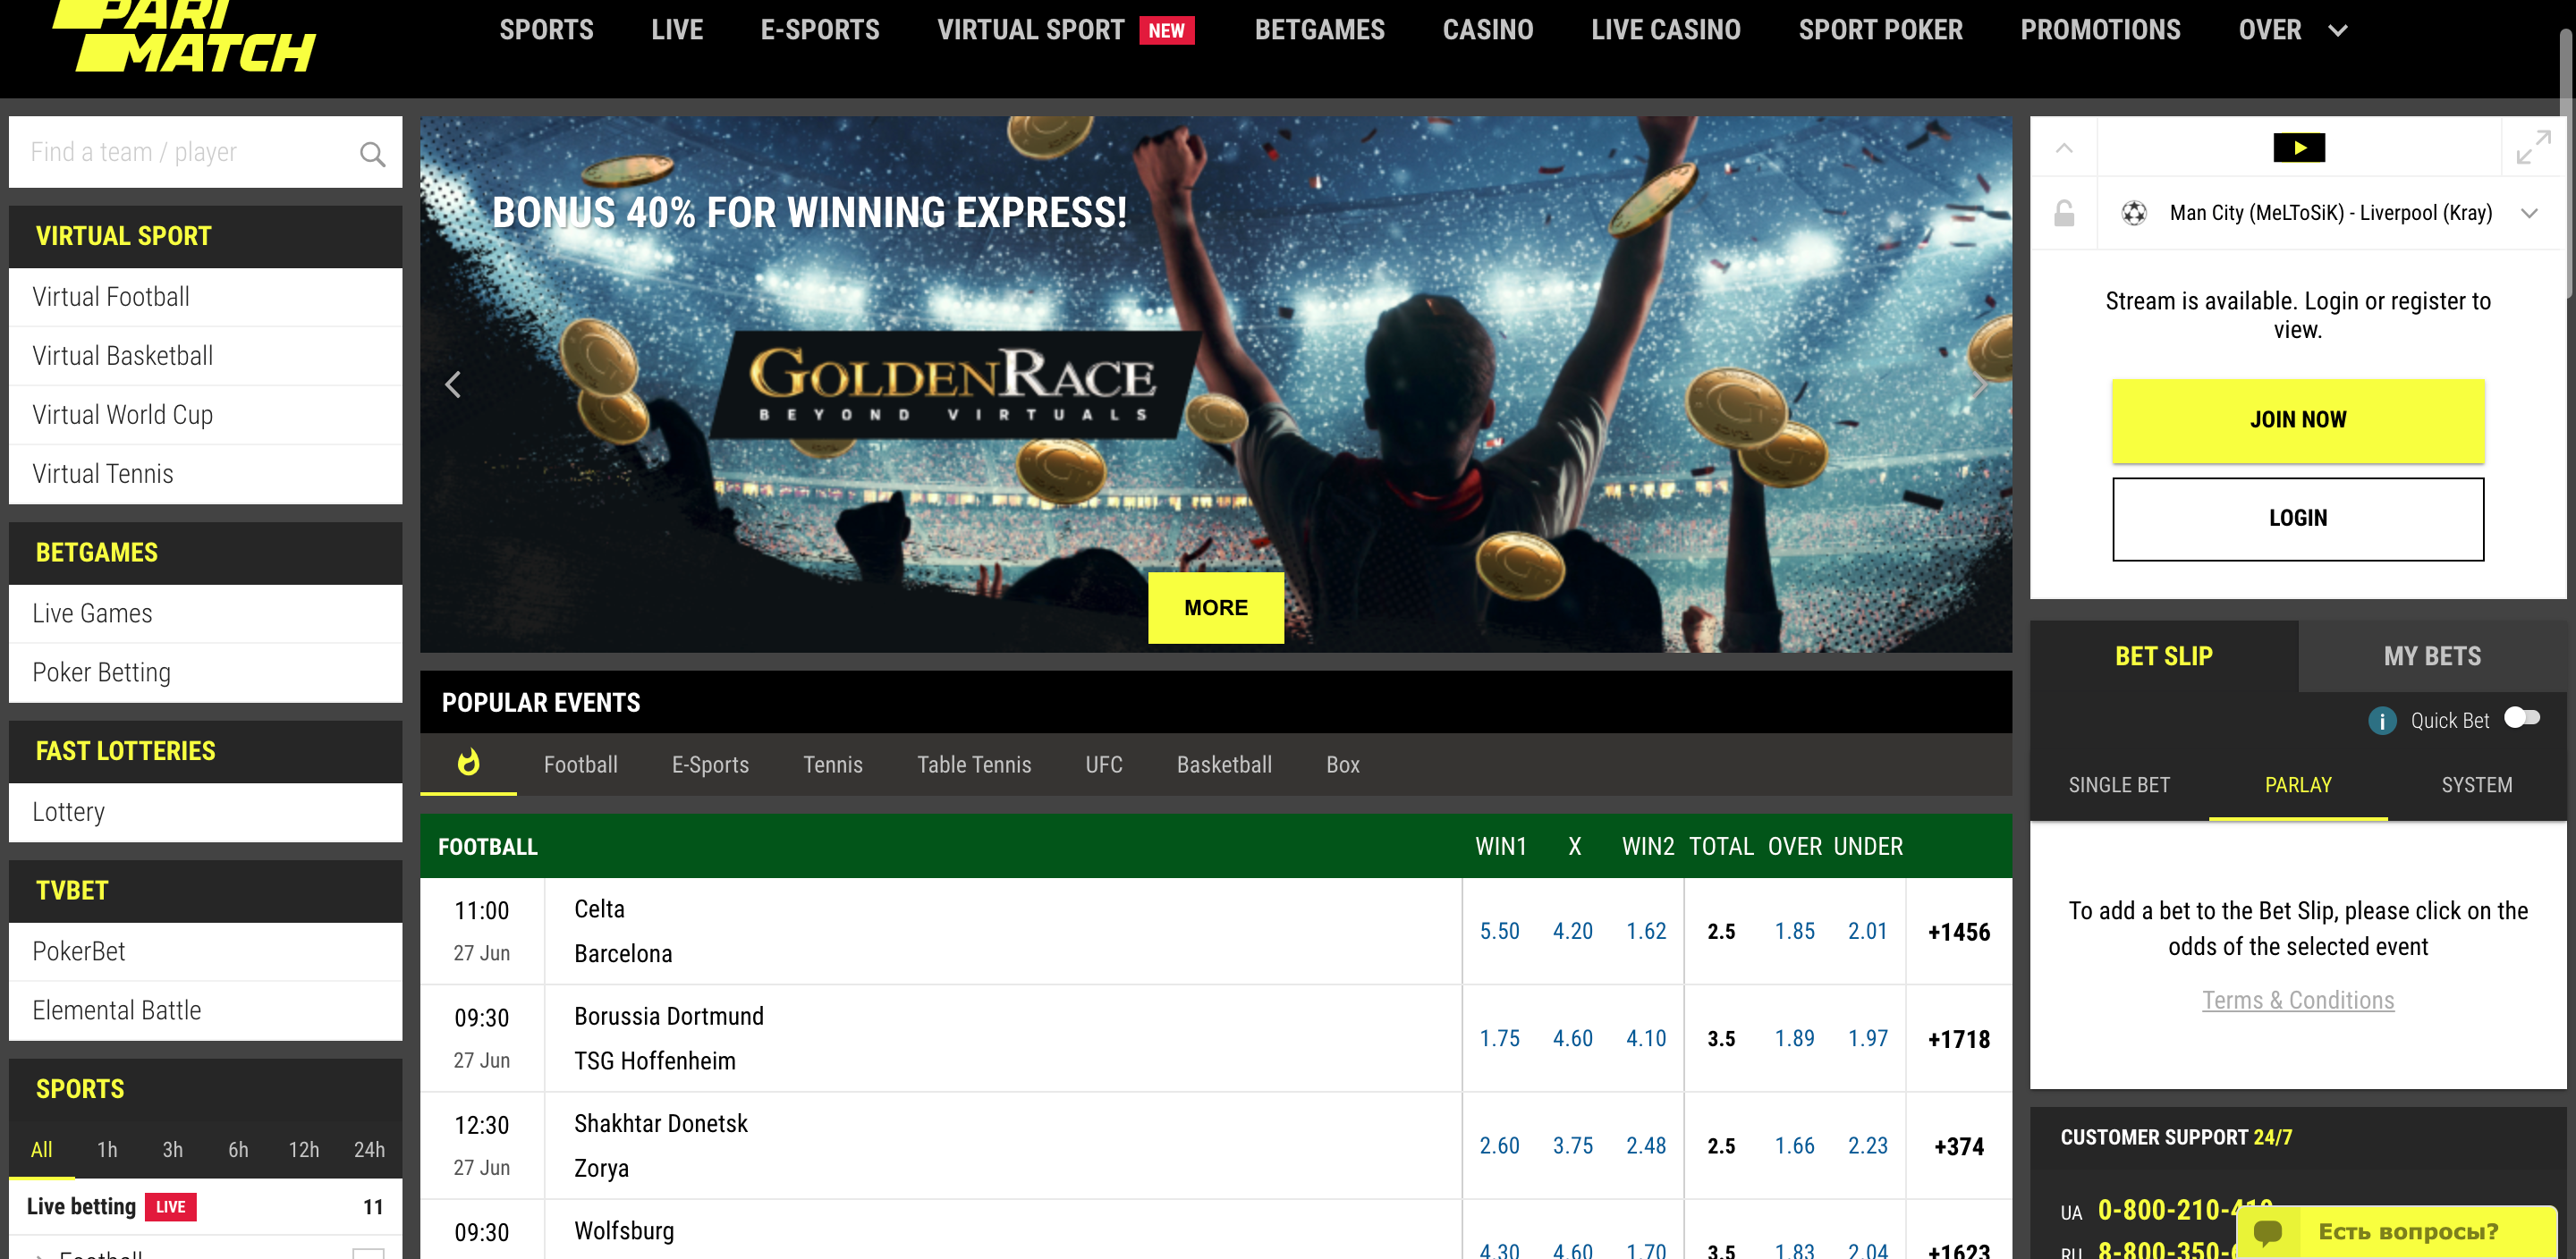 PARI MATCH
SPORTS LIVE E-SPORTS VIRTUAL SPORT NEW BETGAMES CASINO LIVE CASINO SPORT POKER PROMOTIONS OVER
Find a team / player
VIRTUAL SPORT
Virtual Football
Virtual Basketball
Virtual World Cup
Virtual Tennis
BETGAMES
Live Games
Poker Betting
FAST LOTTERIES
Lottery
TVBET
PokerBet
Elemental Battle
SPORTS
All 1h 3h 6h 12h 24h
Live betting LIVE 11
Football
BONUS 40% FOR WINNING EXPRESS!
GOLDENRACE
BEYOND VIRTUALS
MORE
POPULAR EVENTS
Football E-Sports Tennis Table Tennis UFC Basketball Box
FOOTBALL WIN1 X WIN2 TOTAL OVER UNDER
11:00 27 Jun Celta Barcelona 5.50 4.20 1.62 2.5 1.85 2.01 +1456
09:30 27 Jun Borussia Dortmund TSG Hoffenheim 1.75 4.60 4.10 3.5 1.89 1.97 +1718
12:30 27 Jun Shakhtar Donetsk Zorya 2.60 3.75 2.48 2.5 1.66 2.23 +374
09:30 Wolfsburg 4.30 4.60 1.70 3.5 1.83 2.04 +1623
Man City (MeLToSiK) - Liverpool (Kray)
Stream is available. Login or register to
view.
JOIN NOW
LOGIN
BET SLIP MY BETS
i Quick Bet
SINGLE BET PARLAY SYSTEM
To add a bet to the Bet Slip, please click on the
odds of the selected event
Terms & Conditions
CUSTOMER SUPPORT 24/7
UA 0-800-210-410
RU 8-800-350-
Есть вопросы?